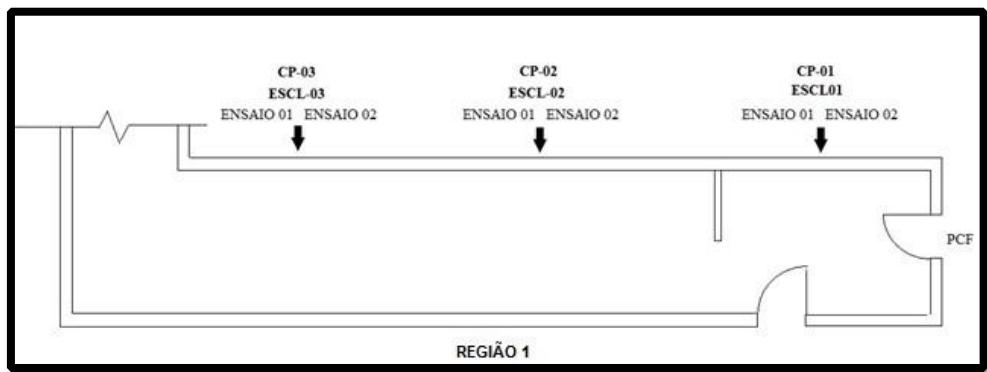 CP-03
ESCL-03
ENSAIO 01 ENSAIO 02
CP-02
ESCL-02
ENSAIO 01 ENSAIO 02
CP-01
ESCL01
ENSAIO 01 ENSAIO 02
PCF
REGIÃO 1